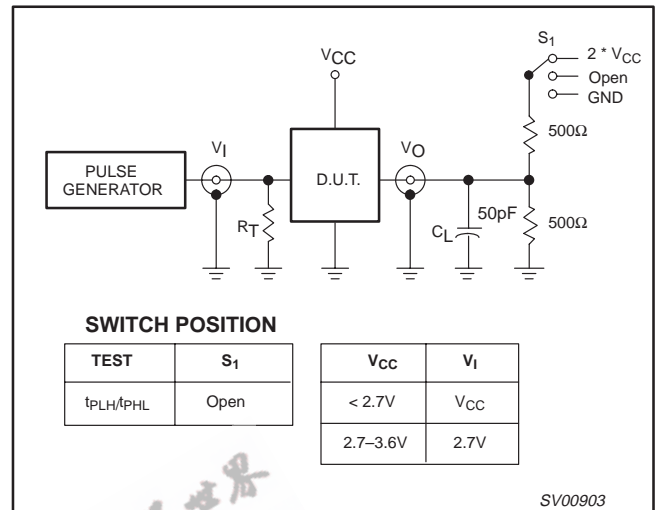 S1
VCC
2 * VCC
Open
GND
500Ω
VI
VO
PULSE
GENERATOR
D.U.T.
RT
50pF
CL
500Ω
SWITCH POSITION
TEST S1
tPLH/tPHL Open
VCC VI
< 2.7V VCC
2.7–3.6V 2.7V
界
SV00903